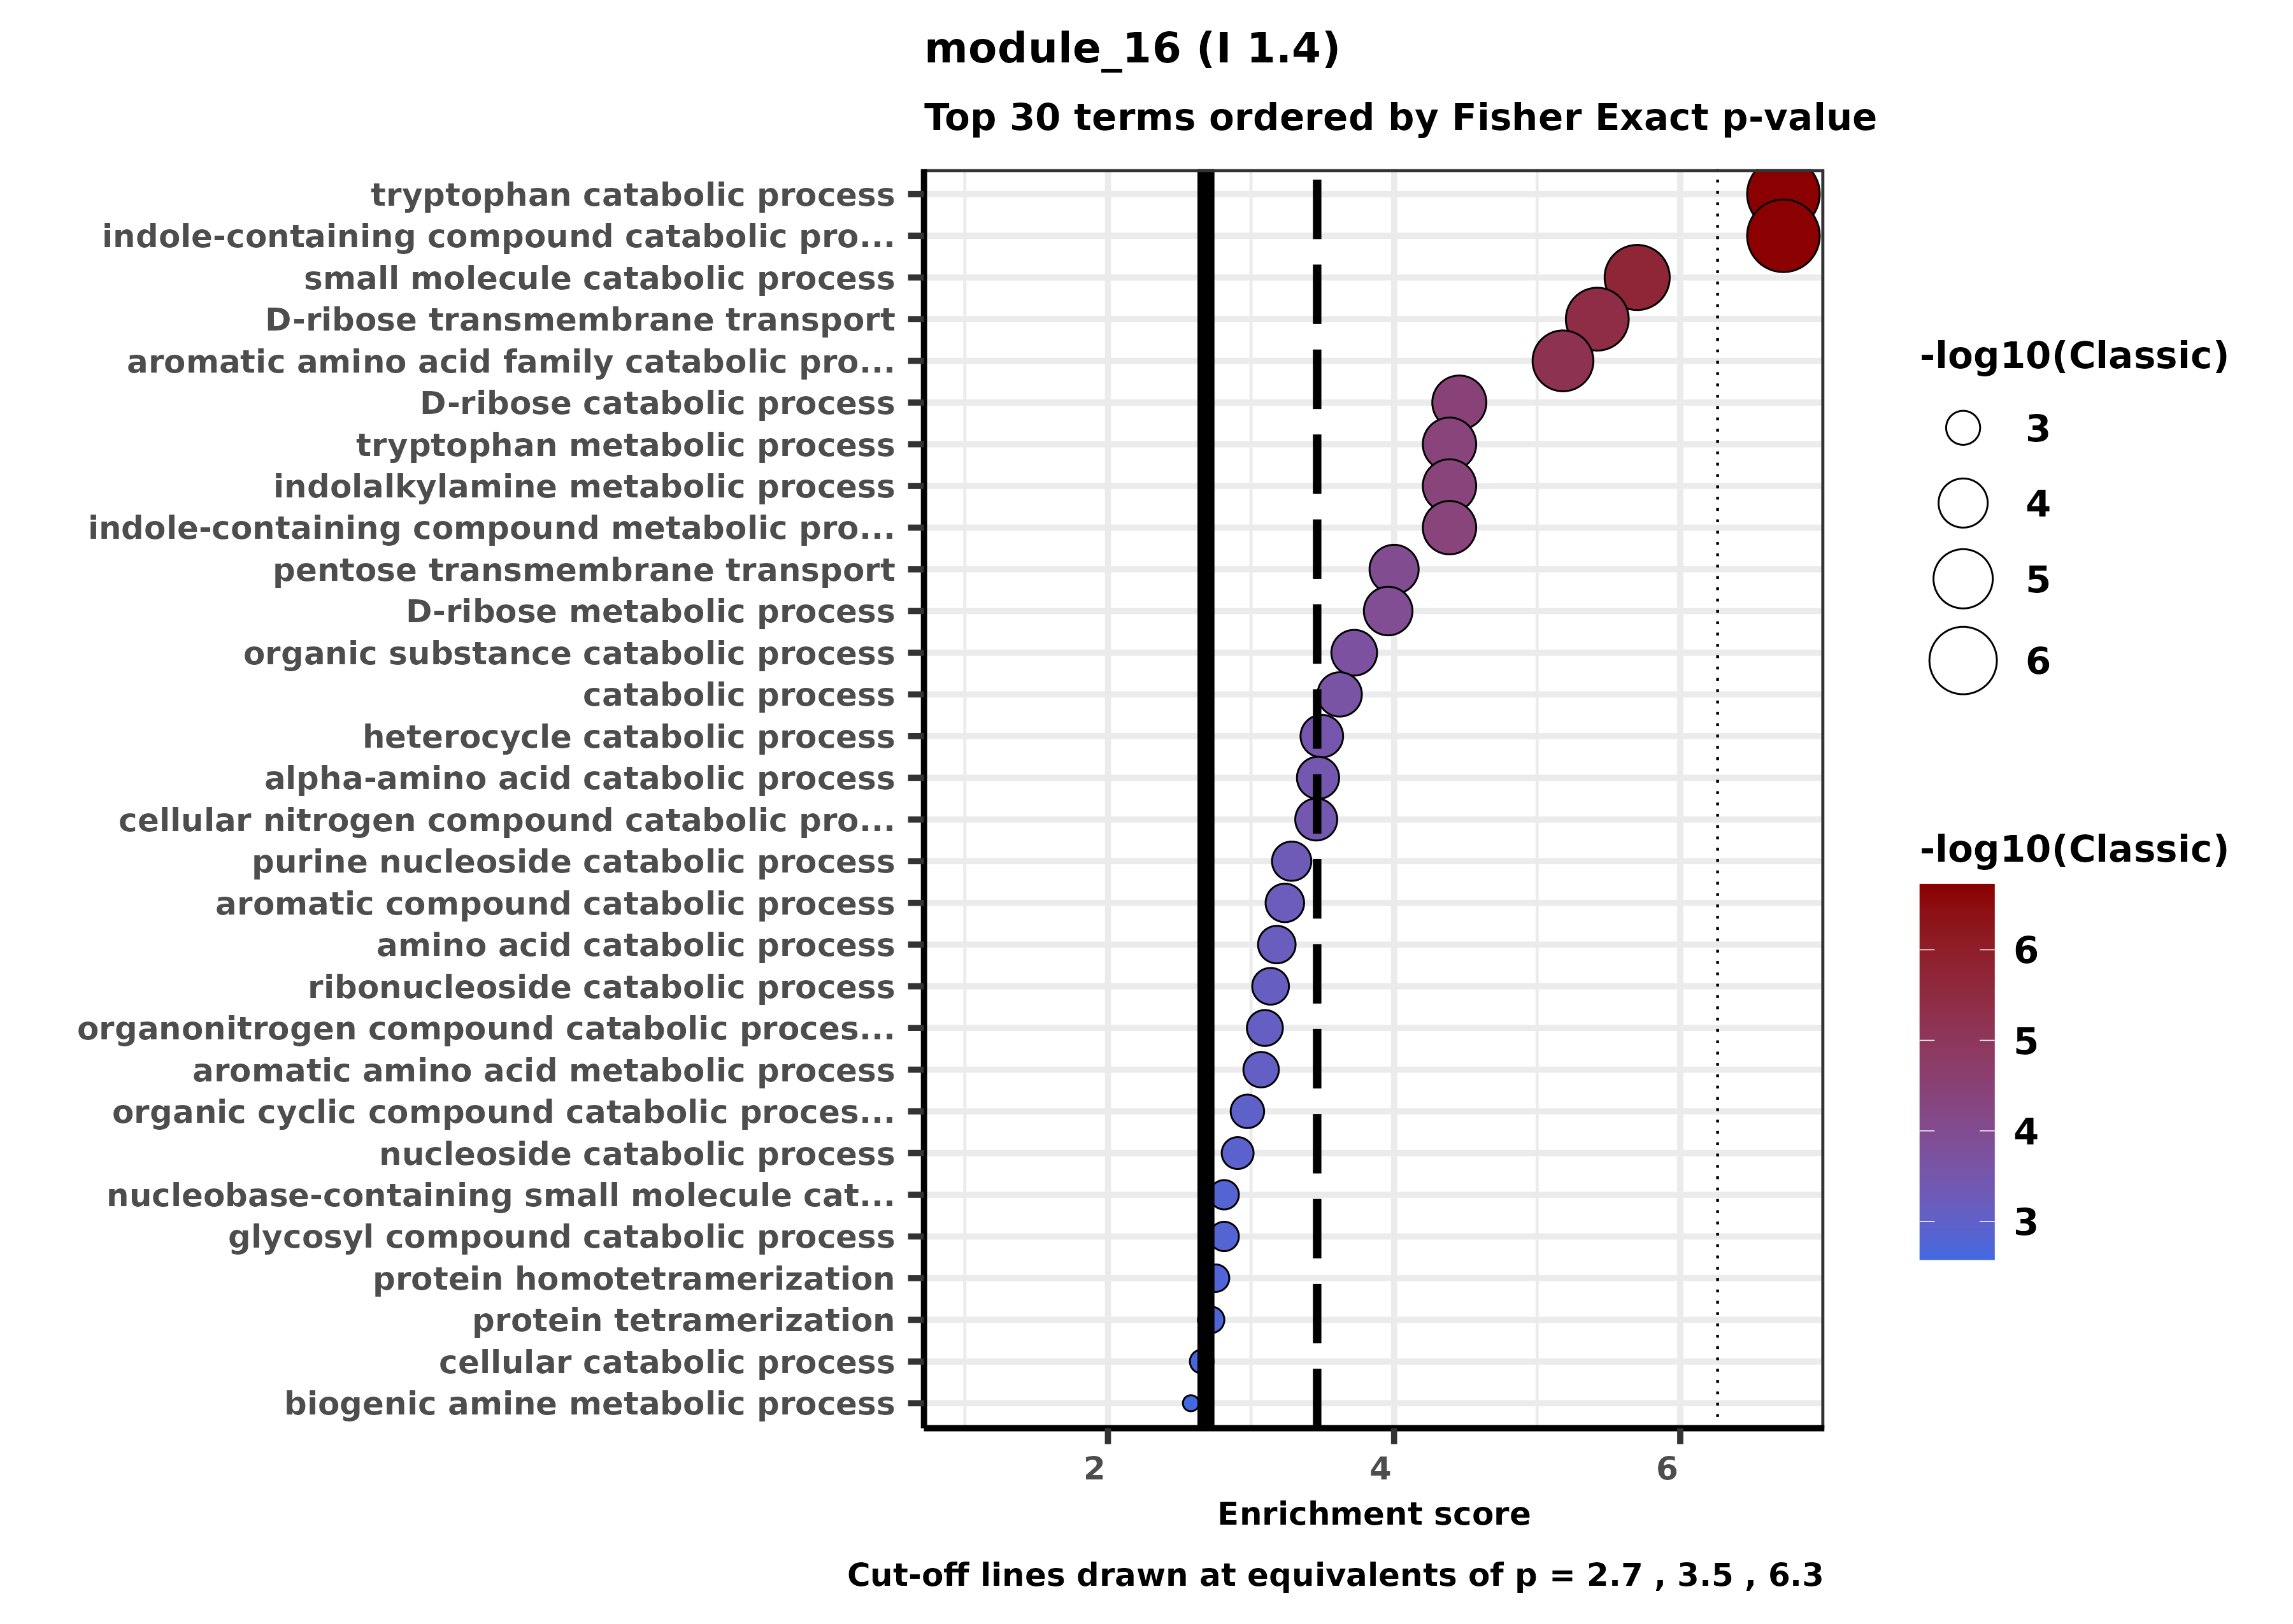 module_16 (I 1.4)
Top 30 terms ordered by Fisher Exact p-value
tryptophan catabolic process
indole-containing compound catabolic pro...
small molecule catabolic process
D-ribose transmembrane transport
aromatic amino acid family catabolic pro...
D-ribose catabolic process
tryptophan metabolic process
indolalkylamine metabolic process
indole-containing compound metabolic pro...
pentose transmembrane transport
D-ribose metabolic process
organic substance catabolic process
catabolic process
heterocycle catabolic process
alpha-amino acid catabolic process
cellular nitrogen compound catabolic pro...
purine nucleoside catabolic process
aromatic compound catabolic process
amino acid catabolic process
ribonucleoside catabolic process
organonitrogen compound catabolic proces...
aromatic amino acid metabolic process
organic cyclic compound catabolic proces...
nucleoside catabolic process
nucleobase-containing small molecule cat...
glycosyl compound catabolic process
protein homotetramerization
protein tetramerization
cellular catabolic process
biogenic amine metabolic process
2 4 6
Enrichment score
Cut-off lines drawn at equivalents of p = 2.7 , 3.5 , 6.3
-log10(Classic)
3
4
5
6
-log10(Classic)
6
5
4
3